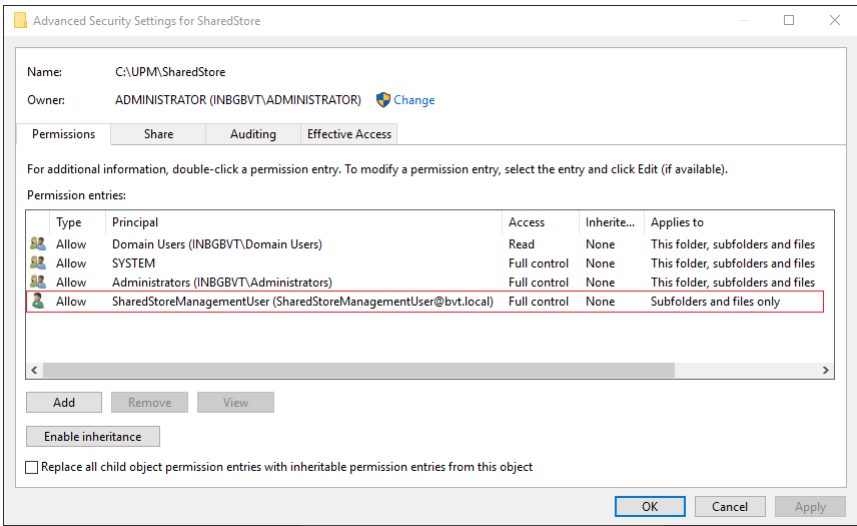 Advanced Security Settings for SharedStore
Name: C:\UPM\SharedStore
Owner: ADMINISTRATOR (INBGBVT\ADMINISTRATOR) Change
Permissions Share Auditing Effective Access
For additional information, double-click a permission entry. To modify a permission entry, select the entry and click Edit (if available).
Permission entries:
Type Principal Access Inherite... Applies to
Allow Domain Users (INBGBVT\Domain Users) Read None This folder, subfolders and files
Allow SYSTEM Full control None This folder, subfolders and files
Allow Administrators (INBGBVT\Administrators) Full control None This folder, subfolders and files
Allow SharedStoreManagementUser (SharedStoreManagementUser@bvt.local) Full control None Subfolders and files only
Add Remove View
Enable inheritance
Replace all child object permission entries with inheritable permission entries from this object
OK Cancel Apply